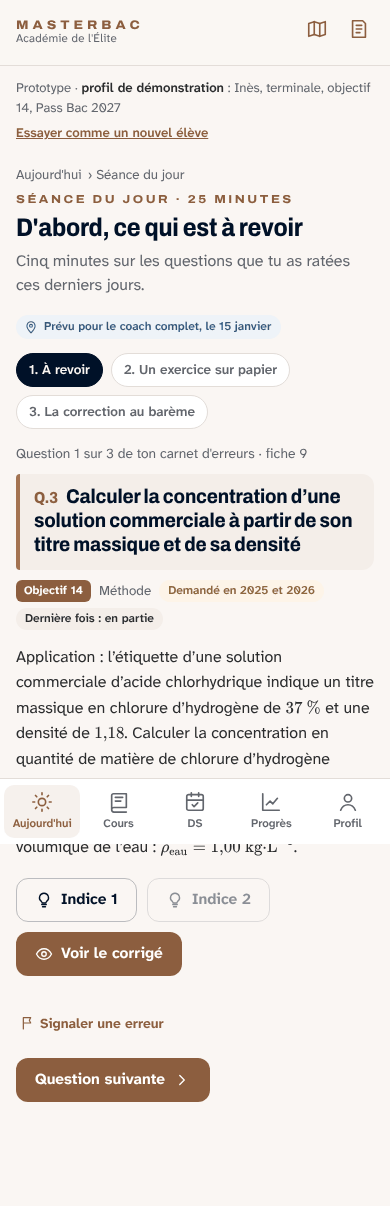 MASTERBAC
Académie de l'Élite
Prototype · profil de démonstration : Inès, terminale, objectif
14, Pass Bac 2027
Essayer comme un nouvel élève
Aujourd'hui › Séance du jour
SÉANCE DU JOUR · 25 MINUTES
D'abord, ce qui est à revoir
Cinq minutes sur les questions que tu as ratées
ces derniers jours.
Prévu pour le coach complet, le 15 janvier
1. À revoir
2. Un exercice sur papier
3. La correction au barème
Question 1 sur 3 de ton carnet d'erreurs · fiche 9
Q.3 Calculer la concentration d’une
solution commerciale à partir de son
titre massique et de sa densité
Objectif 14 Méthode Demandé en 2025 et 2026
Dernière fois : en partie
Application : l’étiquette d’une solution
commerciale d’acide chlorhydrique indique un titre
massique en chlorure d’hydrogène de 37 % et une
densité de 1,18. Calculer la concentration en
quantité de matière de chlorure d’hydrogène
Aujourd'hui Cours DS Progrès Profil
volumique de l’eau : ρeau = 1,00 kg·L
Indice 1 Indice 2
Voir le corrigé
Signaler une erreur
Question suivante